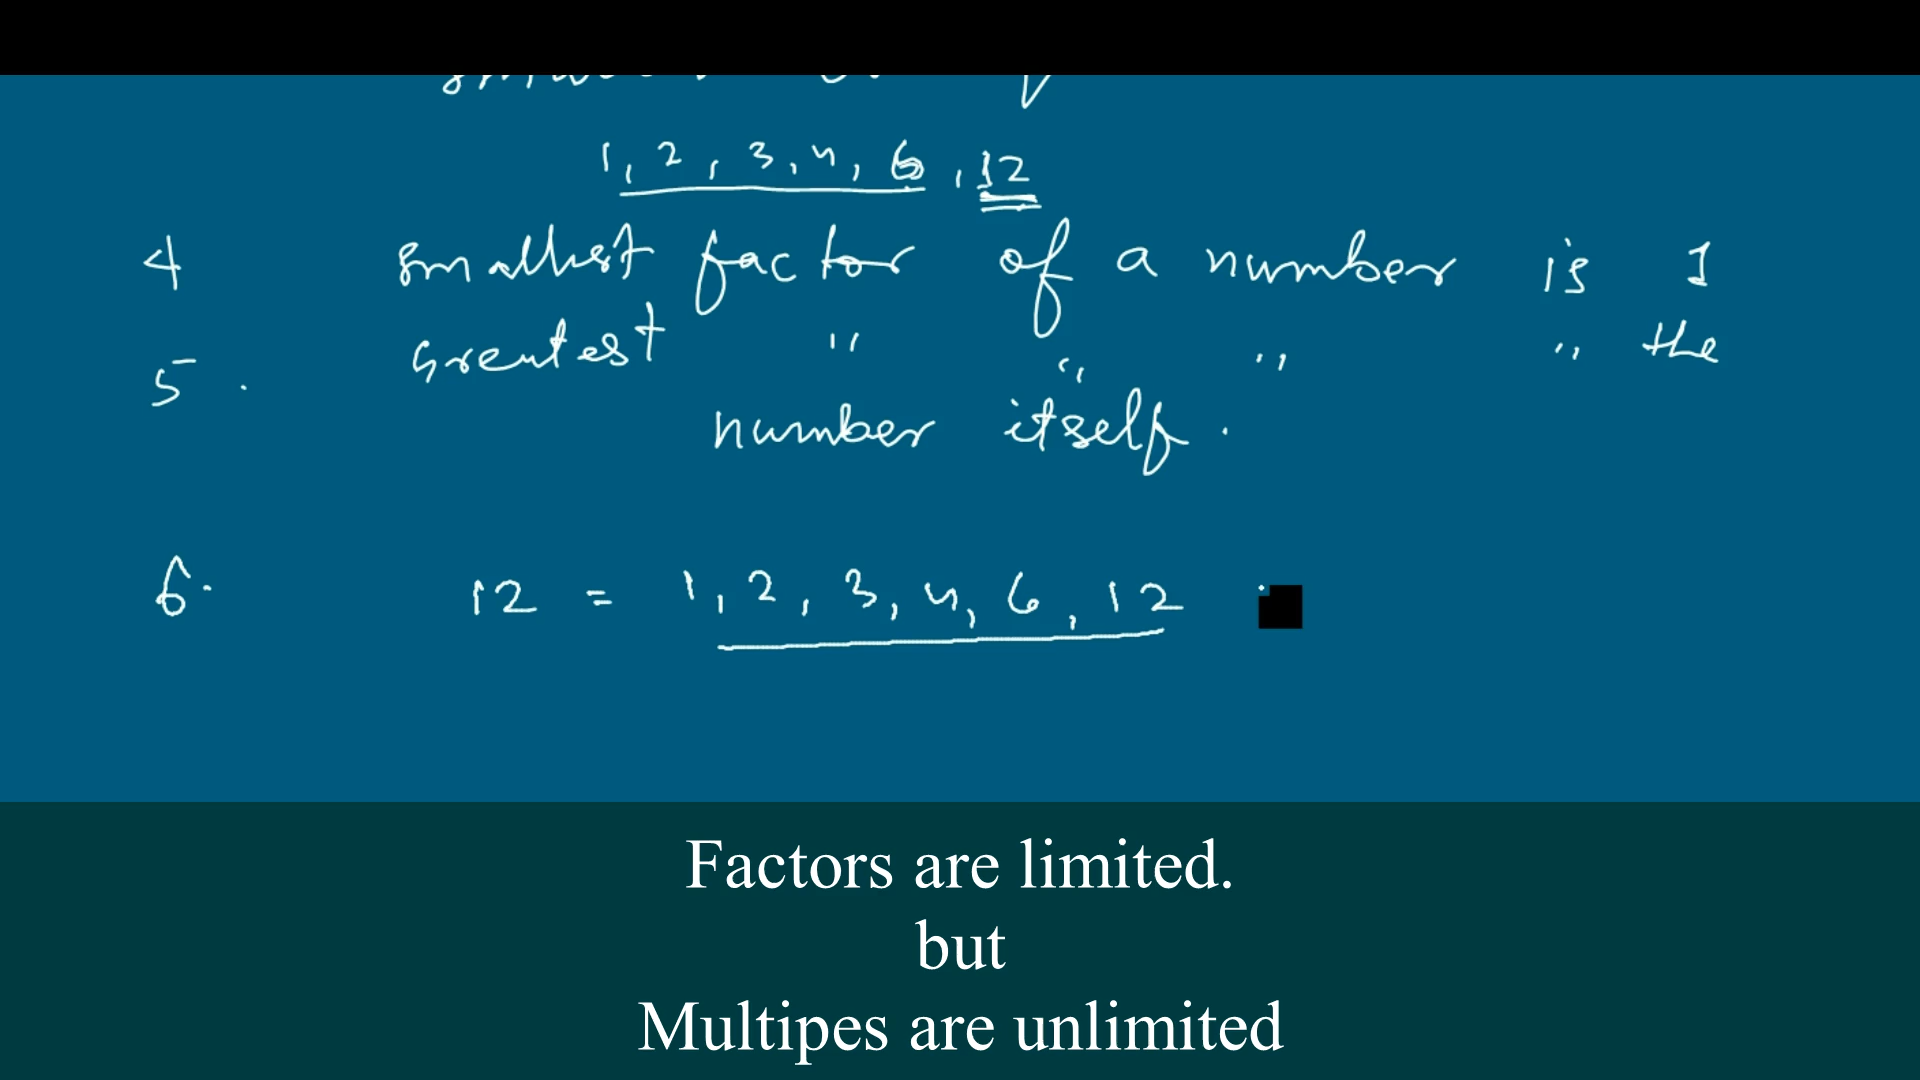 1, 2, 3, 4, 6, 12
4 smallest factor of a number is 1
5. Greatest " " " " the
number itself.
6. 12 = 1, 2, 3, 4, 6, 12
Factors are limited.
but
Multipes are unlimited